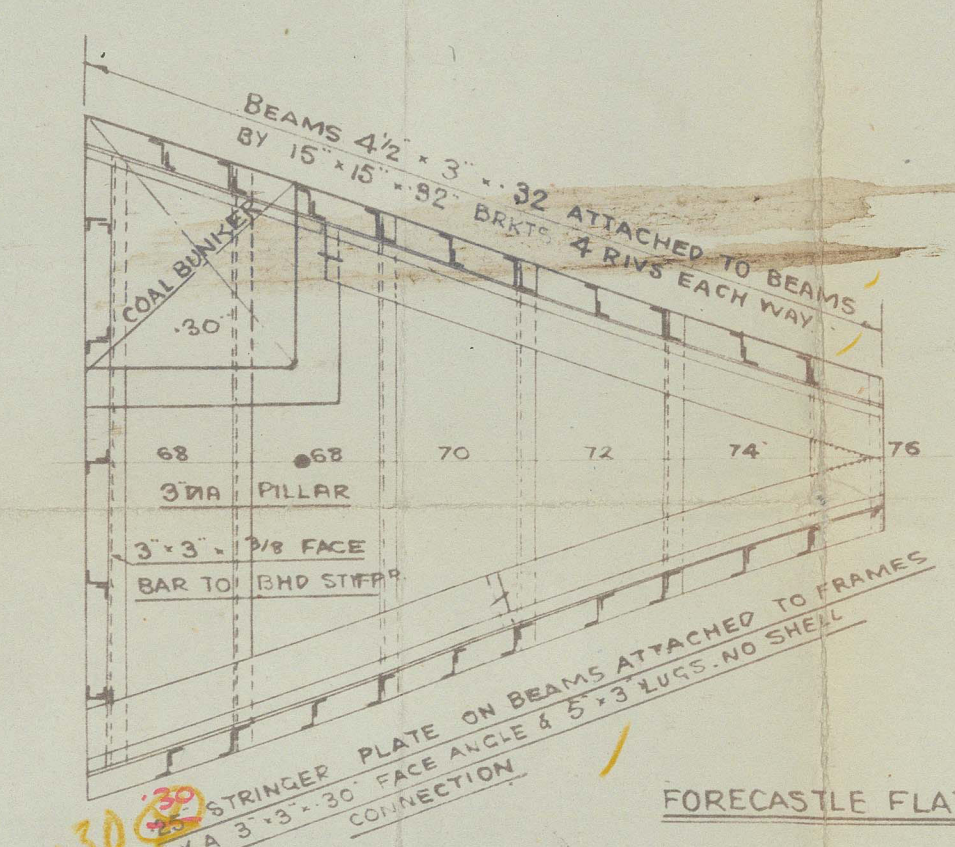 BEAMS 4½" × 3" × .32 ATTACHED TO BEAMS
BY 15" × 15" × .32" BRKTS 4 RIVS EACH WAY
COAL BUNKER
.30"
68 68 70 72 74 76
3" DIA PILLAR
3" × 3" × 3/8 FACE
BAR TO BHD STIFFR
.30
.25" STRINGER PLATE ON BEAMS ATTACHED TO FRAMES
30
A 3" × 3" × .30" FACE ANGLE & 5" × 3" LUGS. NO SHELL
CONNECTION
FORECASTLE FLA